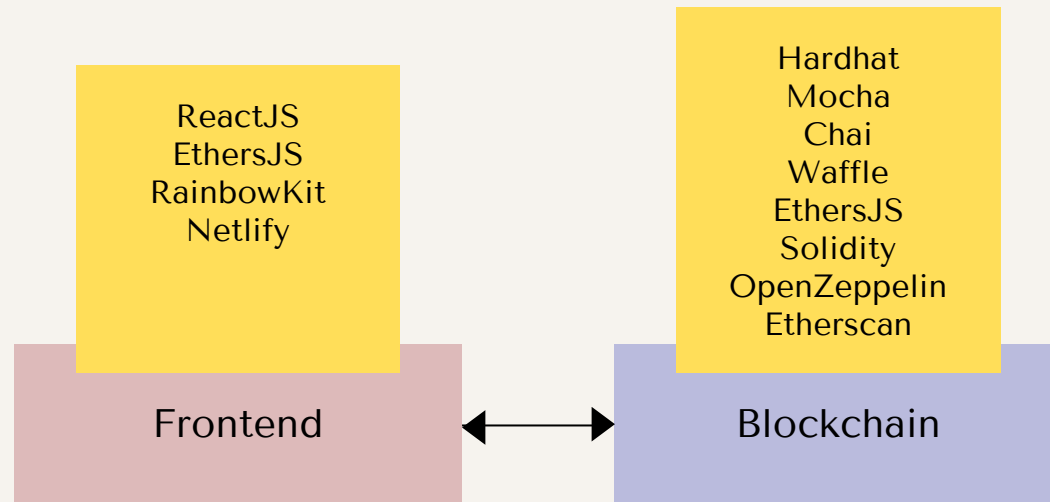 ReactJS
EthersJS
RainbowKit
Netlify
Frontend
Hardhat
Mocha
Chai
Waffle
EthersJS
Solidity
OpenZeppelin
Etherscan
Blockchain